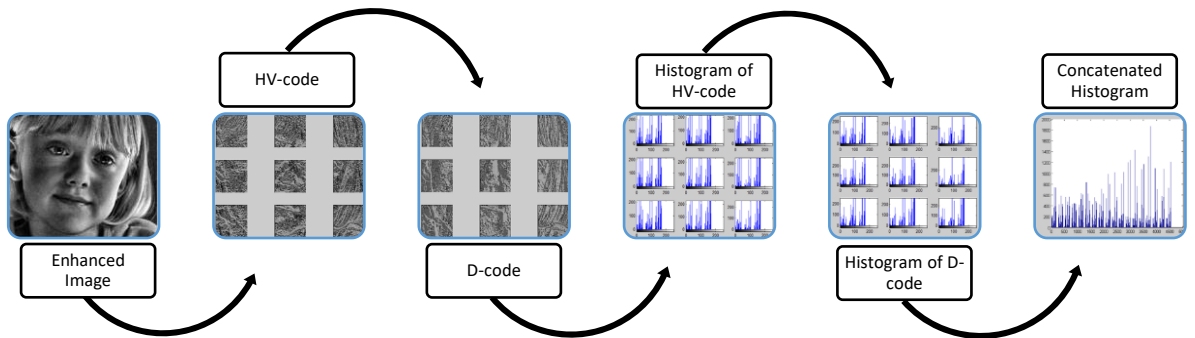 Enhanced
Image
HV-code
D-code
Histogram of
HV-code
Histogram of D-
code
Concatenated
Histogram